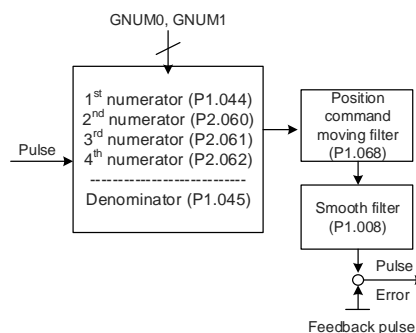 GNUM0, GNUM1
Pulse
1st numerator (P1.044)
2nd numerator (P2.060)
3rd numerator (P2.061)
4th numerator (P2.062)
----------------------------
Denominator (P1.045)
Position
command
moving filter
(P1.068)
Smooth filter
(P1.008)
Pulse
Error
Feedback pulse